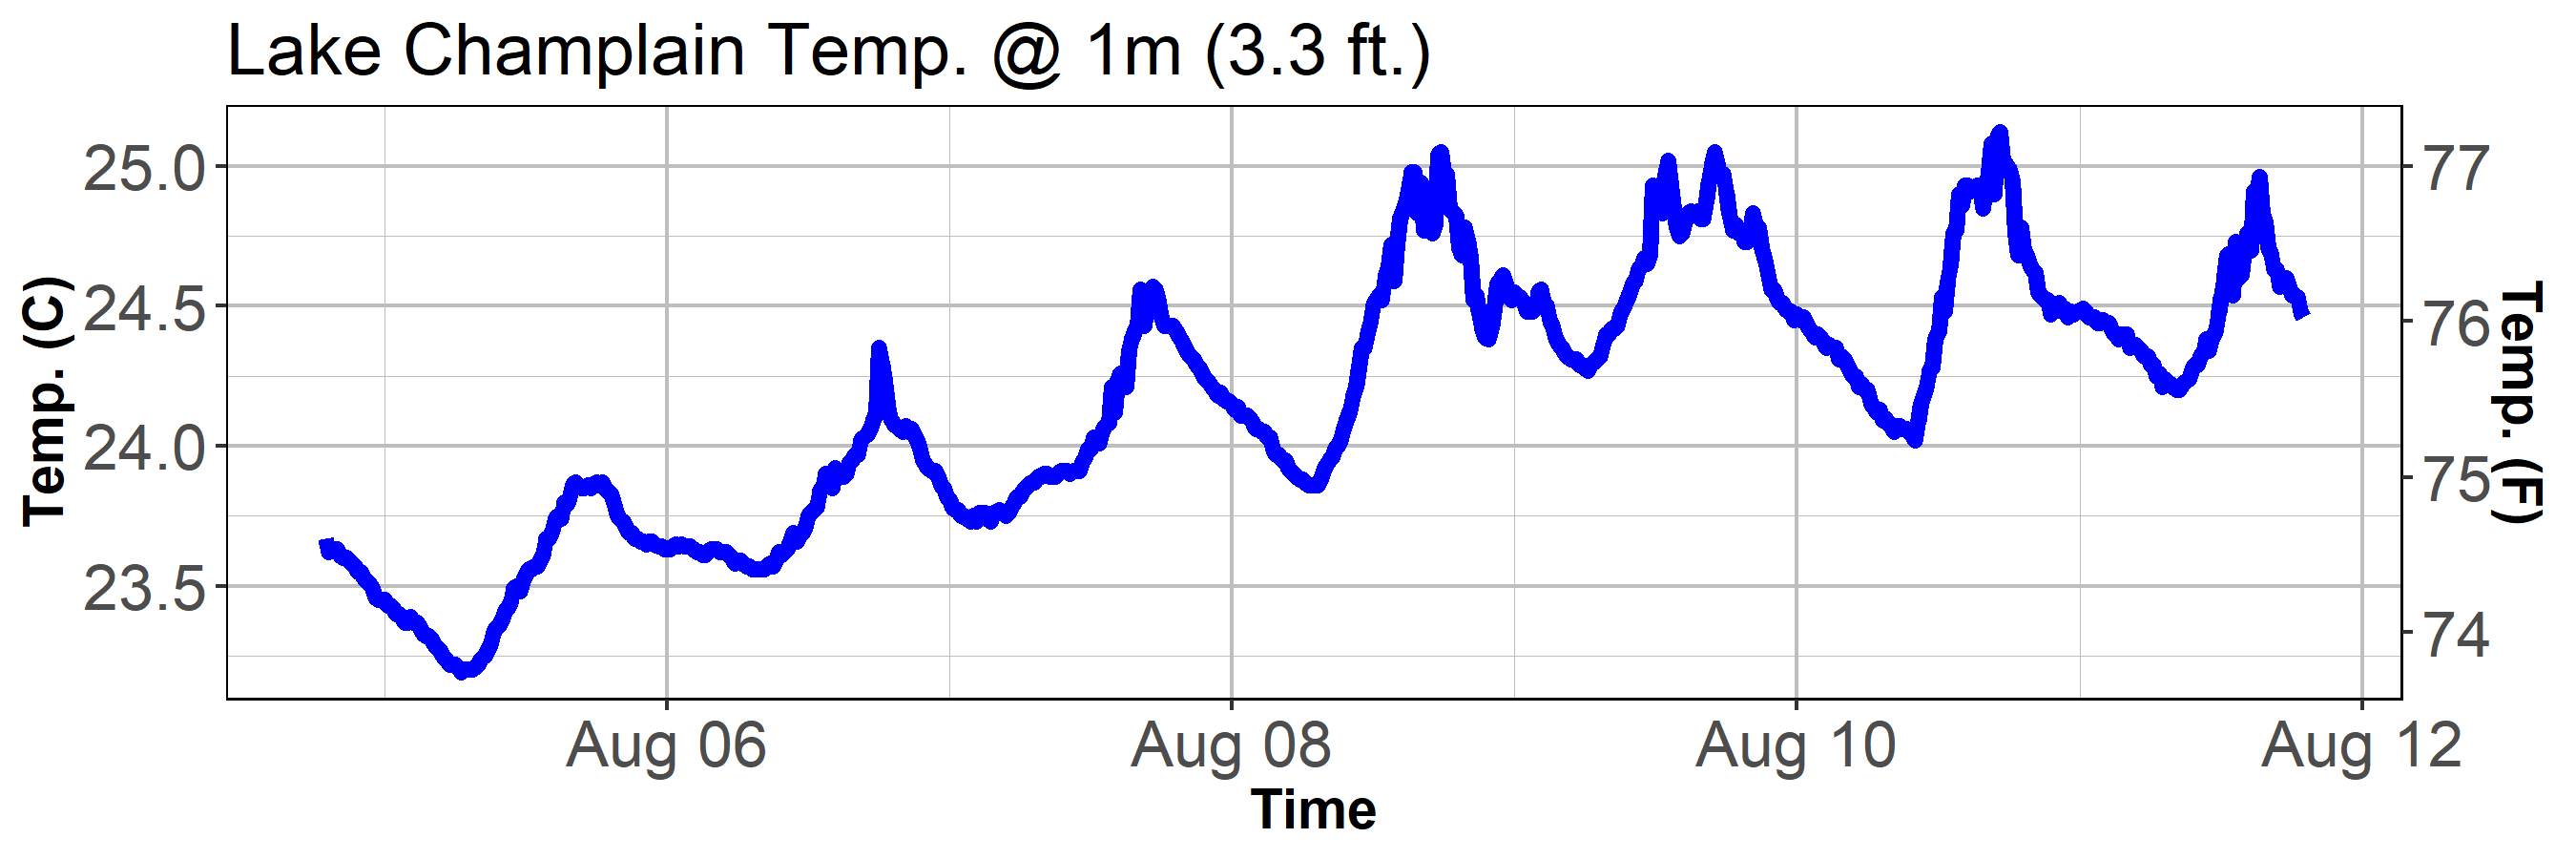 Lake Champlain Temp. @ 1m (3.3 ft.)
Temp. (C)
25.0
24.5
24.0
23.5
77
76
75
74
Temp. (F)
Aug 06 Aug 08 Aug 10 Aug 12
Time